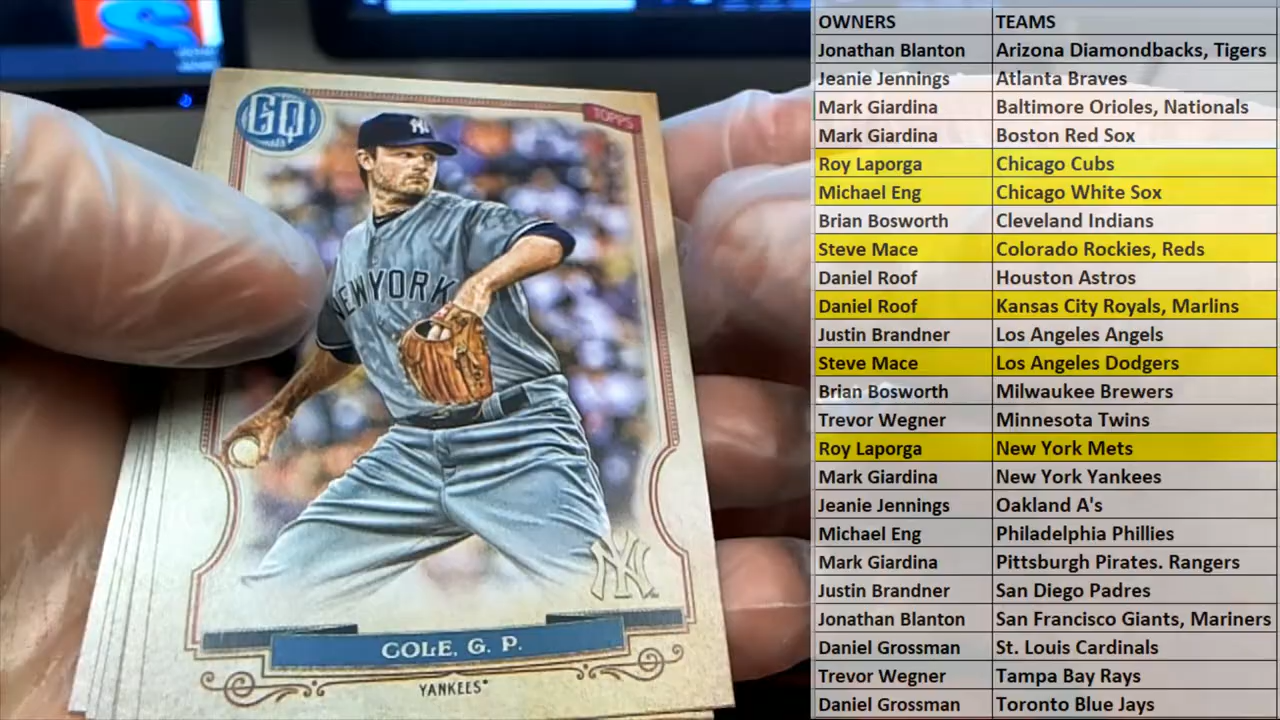 GQ
TOPPS
NY
NEW YORK
NY
COLE, G. P.
YANKEES
OWNERS TEAMS
Jonathan Blanton Arizona Diamondbacks, Tigers
Jeanie Jennings Atlanta Braves
Mark Giardina Baltimore Orioles, Nationals
Mark Giardina Boston Red Sox
Roy Laporga Chicago Cubs
Michael Eng Chicago White Sox
Brian Bosworth Cleveland Indians
Steve Mace Colorado Rockies, Reds
Daniel Roof Houston Astros
Daniel Roof Kansas City Royals, Marlins
Justin Brandner Los Angeles Angels
Steve Mace Los Angeles Dodgers
Brian Bosworth Milwaukee Brewers
Trevor Wegner Minnesota Twins
Roy Laporga New York Mets
Mark Giardina New York Yankees
Jeanie Jennings Oakland A's
Michael Eng Philadelphia Phillies
Mark Giardina Pittsburgh Pirates. Rangers
Justin Brandner San Diego Padres
Jonathan Blanton San Francisco Giants, Mariners
Daniel Grossman St. Louis Cardinals
Trevor Wegner Tampa Bay Rays
Daniel Grossman Toronto Blue Jays